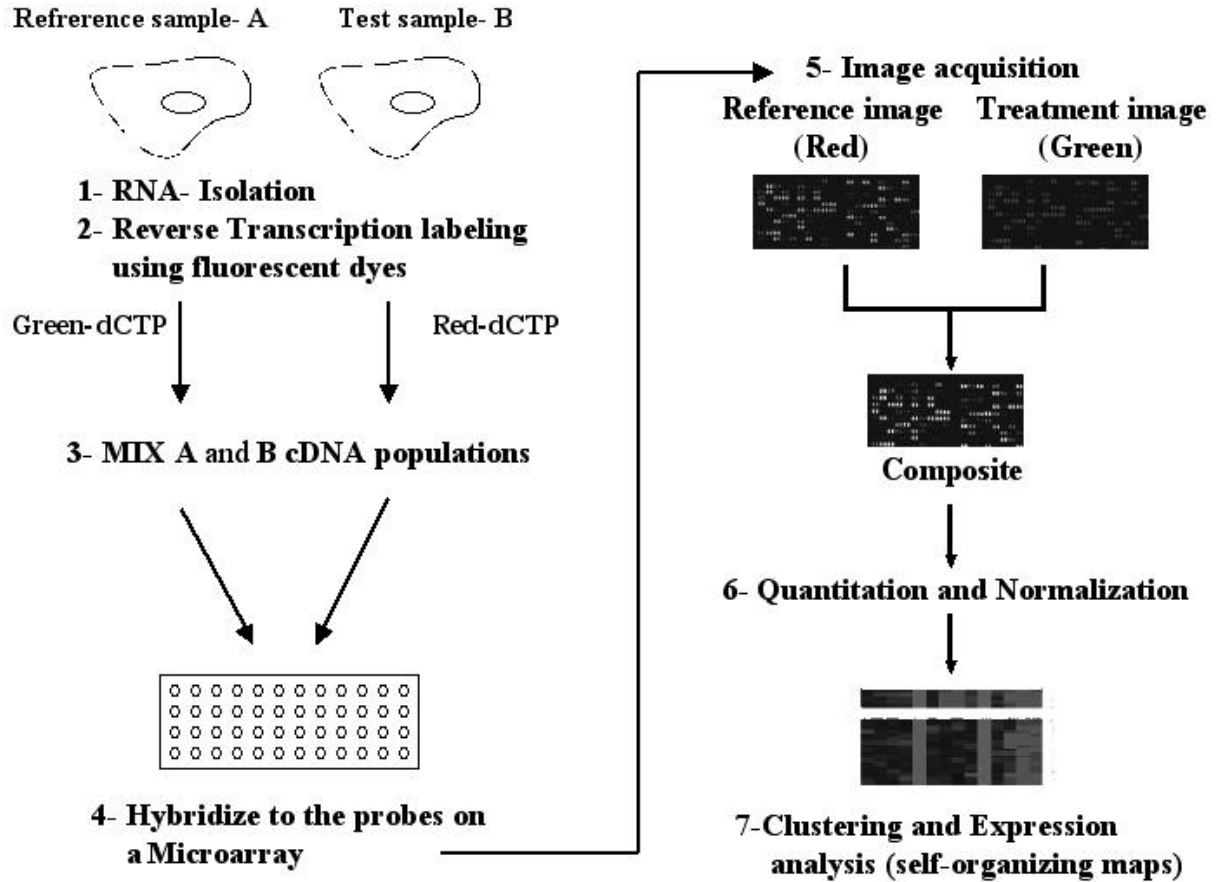 Refrerence sample- A
Test sample- B
1- RNA- Isolation
2- Reverse Transcription labeling
using fluorescent dyes
Green-dCTP
Red-dCTP
3- MIX A and B cDNA populations
4- Hybridize to the probes on
a Microarray
5- Image acquisition
Reference image
(Red)
Treatment image
(Green)
Composite
6- Quantitation and Normalization
7-Clustering and Expression
analysis (self-organizing maps)